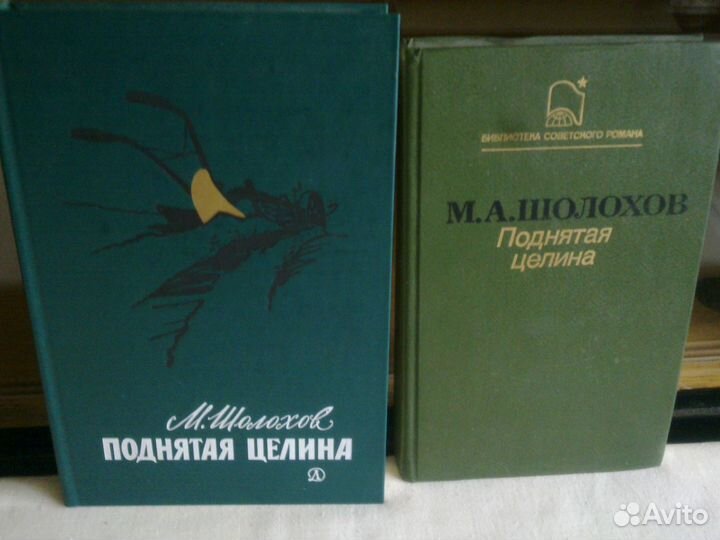 М. Шолохов
ПОДНЯТАЯ ЦЕЛИНА
Д
БИБЛИОТЕКА СОВЕТСКОГО РОМАНА
М.А.ШОЛОХОВ
Поднятая
целина
Avito